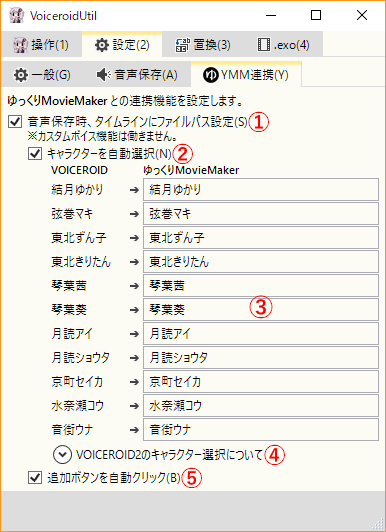 VoiceroidUtil
操作(1) 設定(2) 置換(3) .exo(4)
一般(G) 音声保存(A) ゆ YMM連携(Y)
ゆっくりMovieMaker との連携機能を設定します。
音声保存時、タイムラインにファイルパス設定(S) ①
※カスタムボイス機能は働きません。
キャラクターを自動選択(N) ②
VOICEROID ゆっくりMovieMaker
結月ゆかり → 結月ゆかり
弦巻マキ → 弦巻マキ
東北ずん子 → 東北ずん子
東北きりたん → 東北きりたん
琴葉茜 → 琴葉茜
琴葉葵 → 琴葉葵 ③
月読アイ → 月読アイ
月読ショウタ → 月読ショウタ
京町セイカ → 京町セイカ
水奈瀬コウ → 水奈瀬コウ
音街ウナ → 音街ウナ
VOICEROID2のキャラクター選択について ④
追加ボタンを自動クリック(B) ⑤